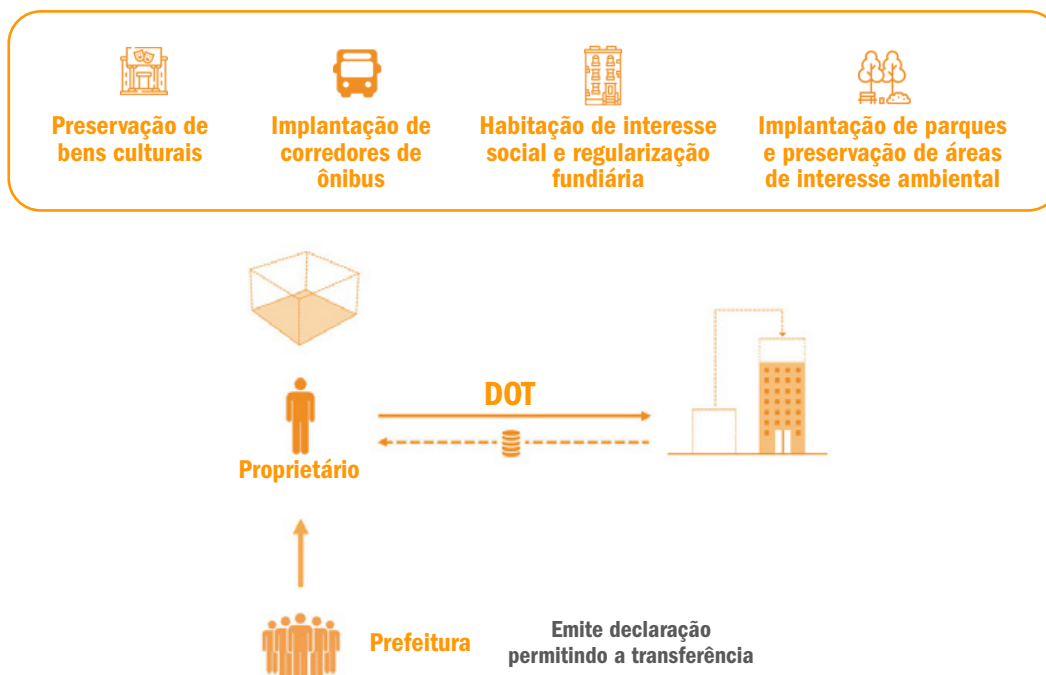 Preservação de
bens culturais
Implantação de
corredores de
ônibus
Habitação de interesse
social e regularização
fundiária
Implantação de parques
e preservação de áreas
de interesse ambiental
DOT
Proprietário
Prefeitura
Emite declaração
permitindo a transferência